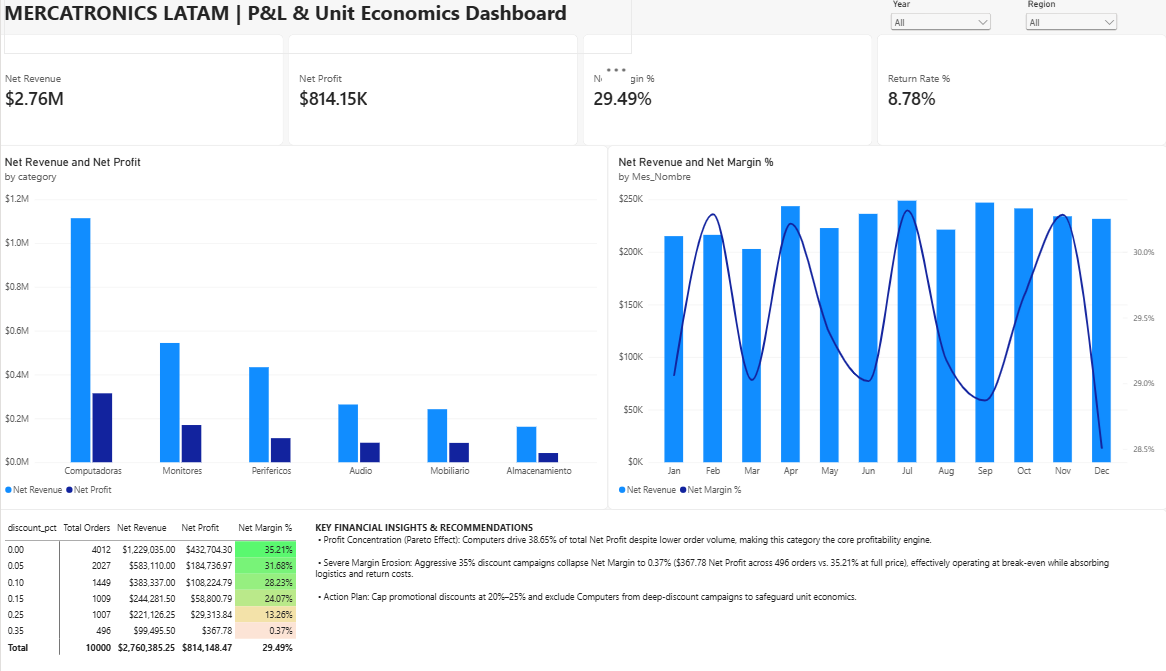 MERCATRONICS LATAM | P&L & Unit Economics Dashboard
Year
All
Region
All
Net Revenue
$2.76M
Net Profit
$814.15K
29.49%
Return Rate %
8.78%
Net Revenue and Net Profit
by category
$1.2M
$1.0M
$0.8M
$0.6M
$0.4M
$0.2M
$0.0M
Computadoras Monitores Perifericos Audio Mobiliario Almacenamiento
Net Revenue Net Profit
Net Revenue and Net Margin %
by Mes_Nombre
$250K
$200K
$150K
$100K
$50K
$0K
30.0%
29.5%
29.0%
28.5%
Jan Feb Mar Apr May Jun Jul Aug Sep Oct Nov Dec
Net Revenue Net Margin %
discount_pct Total Orders Net Revenue Net Profit Net Margin %
0.00 4012 $1,229,035.00 $432,704.30 35.21%
0.05 2027 $583,110.00 $184,736.97 31.68%
0.10 1449 $383,337.00 $108,224.79 28.23%
0.15 1009 $244,281.50 $58,800.79 24.07%
0.25 1007 $221,126.25 $29,313.84 13.26%
0.35 496 $99,495.50 $367.78 0.37%
Total 10000 $2,760,385.25 $814,148.47 29.49%
KEY FINANCIAL INSIGHTS & RECOMMENDATIONS
• Profit Concentration (Pareto Effect): Computers drive 38.65% of total Net Profit despite lower order volume, making this category the core profitability engine.
• Severe Margin Erosion: Aggressive 35% discount campaigns collapse Net Margin to 0.37% ($367.78 Net Profit across 496 orders vs. 35.21% at full price), effectively operating at break-even while absorbing
logistics and return costs.
• Action Plan: Cap promotional discounts at 20%–25% and exclude Computers from deep-discount campaigns to safeguard unit economics.